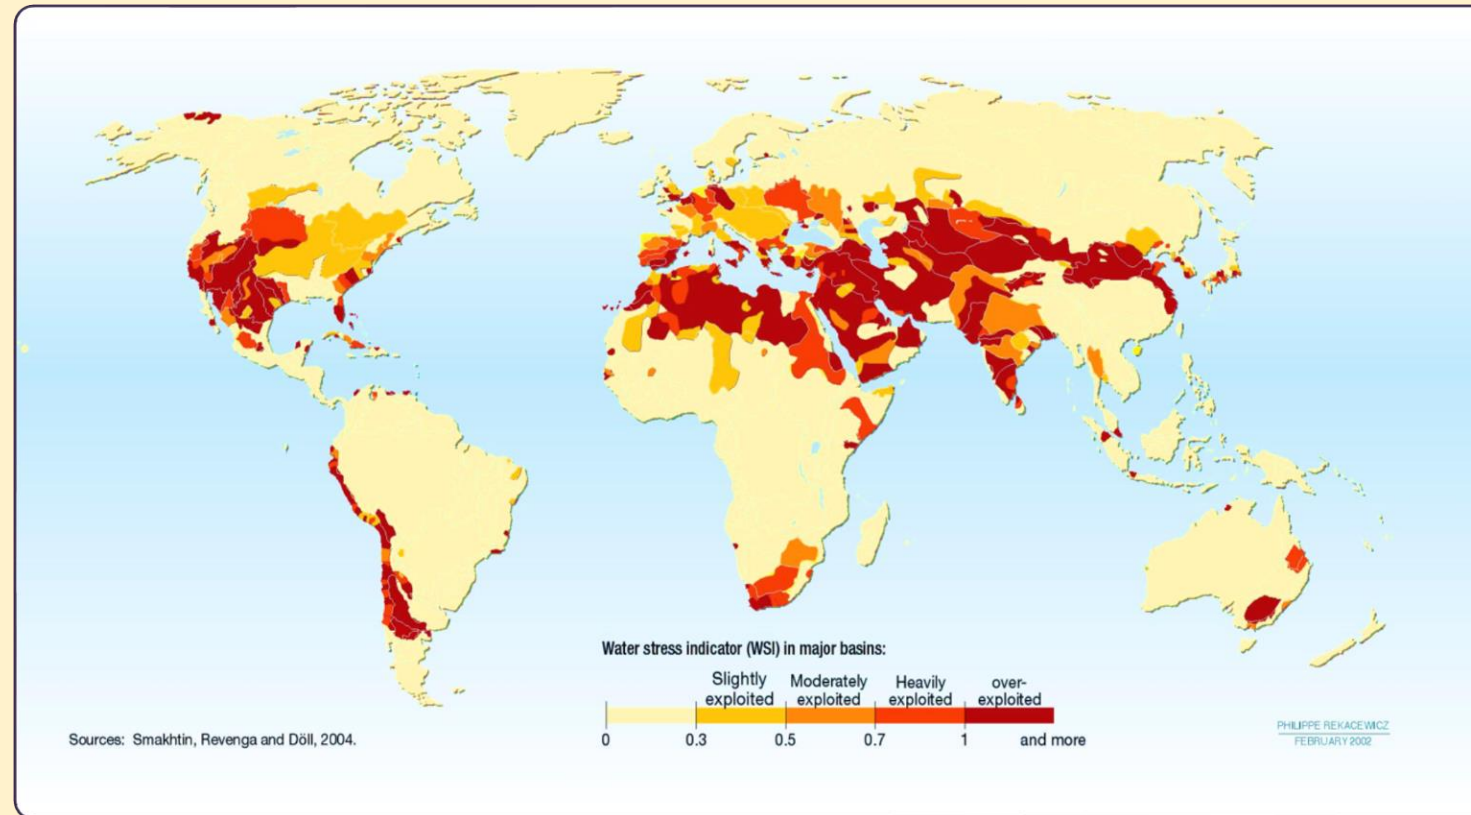 Water stress indicator (WSI) in major basins:
Slightly exploited
Moderately exploited
Heavily exploited
over-exploited
0 0.3 0.5 0.7 1 and more
Sources: Smakhtin, Revenga and Döll, 2004.
PHILIPPE REKACEWICZ
FEBRUARY 2002